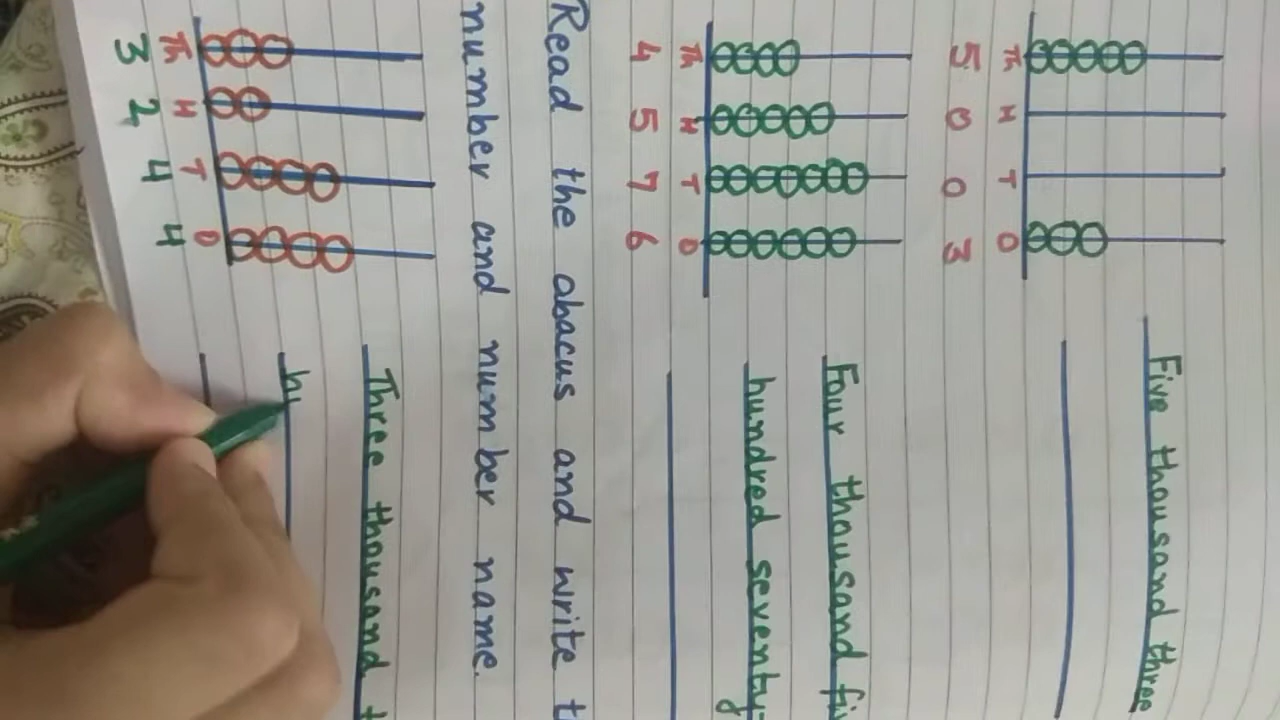 Five thousand three
Th H T O
5 0 0 3
Four thousand fi
hundred seventy-
Th H T O
4 5 7 6
Read the abacus and write t
number and number name.
Three thousand t
hu
Th H T O
3 2 4 4